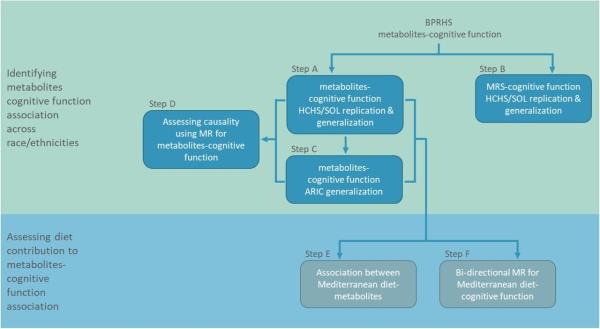 BPRHS
metabolites-cognitive function
Identifying
metabolites
cognitive function
association
across
race/ethnicities
Step A
metabolites-
cognitive function
HCHS/SOL replication &
generalization
Step B
MRS-cognitive function
HCHS/SOL replication &
generalization
Step D
Assessing causality
using MR for
metabolites-cognitive
function
Step C
metabolites-
cognitive function
ARIC generalization
Assessing diet
contribution to
metabolites-
cognitive
function
association
Step E
Association between
Mediterranean diet-
metabolites
Step F
Bi-directional MR for
Mediterranean diet-
cognitive function